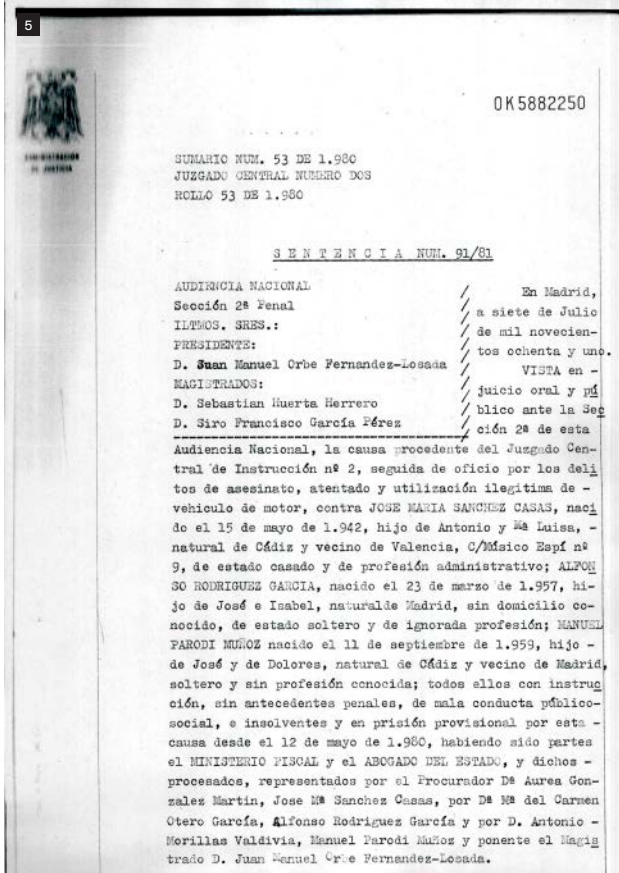 5
OK5882250
ADMINISTRACION
DE JUSTICIA
SUMARIO NUM. 53 DE 1.980
JUZGADO CENTRAL NUMERO DOS
ROLLO 53 DE 1.980
S E N T E N C I A NUM. 91/81
AUDIENCIA NACIONAL
Sección 2ª Penal
ILTMOS. SRES.:
PRESIDENTE:
D. Juan Manuel Orbe Fernandez-Losada
MAGISTRADOS:
D. Sebastian Huerta Herrero
D. Siro Francisco García Pérez
En Madrid,
a siete de Julio
de mil novecien-
tos ochenta y uno.
VISTA en -
juicio oral y pú
blico ante la Sec
ción 2ª de esta
Audiencia Nacional, la causa procedente del Juzgado Cen-
tral de Instrucción nº 2, seguida de oficio por los deli
tos de asesinato, atentado y utilización ilegitima de -
vehiculo de motor, contra JOSE MARIA SANCHEZ CASAS, naci
do el 15 de mayo de 1.942, hijo de Antonio y Mª Luisa, -
natural de Cádiz y vecino de Valencia, C/Músico Espí nº
9, de estado casado y de profesión administrativo; ALFON
SO RODRIGUEZ GARCIA, nacido el 23 de marzo de 1.957, hi-
jo de José e Isabel, naturalde Madrid, sin domicilio co-
nocido, de estado soltero y de ignorada profesión; MANUEL
PARODI MUÑOZ nacido el 11 de septiembre de 1.959, hijo -
de José y de Dolores, natural de Cádiz y vecino de Madrid,
soltero y sin profesión conocida; todos ellos con instruc
ción, sin antecedentes penales, de mala conducta público-
social, e insolventes y en prisión provisional por esta -
causa desde el 12 de mayo de 1.980, habiendo sido partes
el MINISTERIO FISCAL y el ABOGADO DEL ESTADO, y dichos -
procesados, representados por el Procurador Dª Aurea Gon-
zalez Martin, Jose Mª Sanchez Casas, por Dª Mª del Carmen
Otero García, Alfonso Rodriguez García y por D. Antonio -
Morillas Valdivia, Manuel Parodi Muñoz y ponente el Magis
trado D. Juan Manuel Orbe Fernandez-Losada.